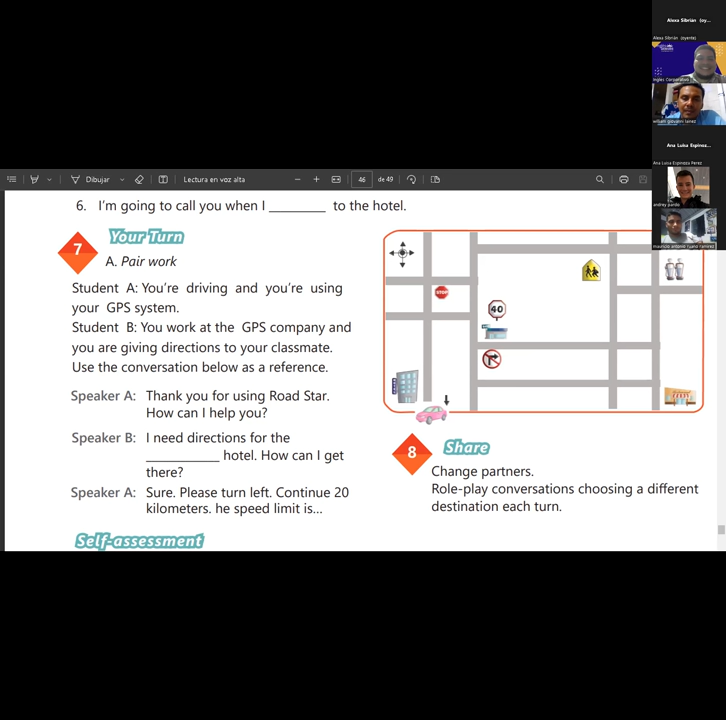 Alexa Sibrián (oy...
Alexa Sibrián (oyente)
Ingles Corporativo
william giovanni lainez
Ana Luisa Espinoz...
Ana Luisa Espinoza Perez
andrey pardo
mauricio antonio fuano ramirez
Dibujar
Lectura en voz alta
46
de 49
6. I'm going to call you when I ________ to the hotel.
7
Your Turn
A. Pair work
Student A: You're driving and you're using
your GPS system.
Student B: You work at the GPS company and
you are giving directions to your classmate.
Use the conversation below as a reference.
Speaker A: Thank you for using Road Star.
How can I help you?
Speaker B: I need directions for the
___________ hotel. How can I get
there?
Speaker A: Sure. Please turn left. Continue 20
kilometers. he speed limit is...
Self-assessment
STOP
40
8
Share
Change partners.
Role-play conversations choosing a different
destination each turn.